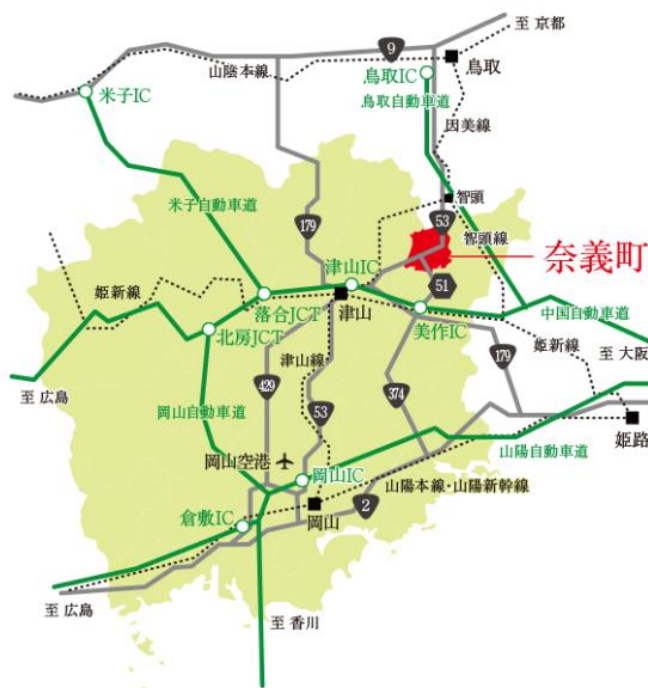 至 京都
9
山陰本線
鳥取
鳥取IC
米子IC
鳥取自動車道
因美線
智頭
米子自動車道
179
53
智頭線
奈義町
津山IC
51
姫新線
落合JCT
津山
中国自動車道
北房JCT
美作IC
津山線
姫新線
179
至 大阪
至 広島
429
374
岡山自動車道
53
姫路
岡山空港
岡山IC
山陽自動車道
山陽本線・山陽新幹線
倉敷IC
岡山
2
至 広島
至 香川